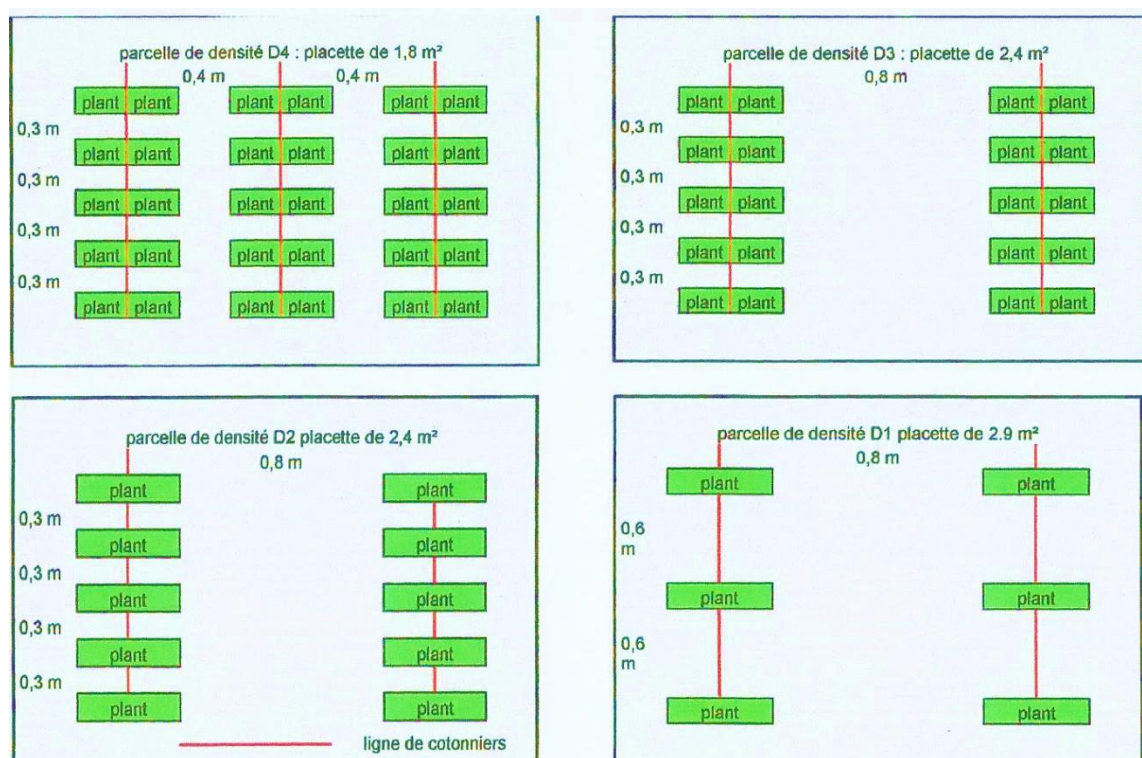 parcelle de densité D4 : placette de 1,8 m²
0,4 m 0,4 m
plant plant plant plant plant plant
0,3 m
plant plant plant plant plant plant
0,3 m
plant plant plant plant plant plant
0,3 m
plant plant plant plant plant plant
0,3 m
plant plant plant plant plant plant
parcelle de densité D3 : placette de 2,4 m²
0,8 m
plant plant plant plant
0,3 m
plant plant plant plant
0,3 m
plant plant plant plant
0,3 m
plant plant plant plant
0,3 m
plant plant plant plant
parcelle de densité D2 placette de 2,4 m²
0,8 m
plant plant
0,3 m
plant plant
0,3 m
plant plant
0,3 m
plant plant
0,3 m
plant plant
ligne de cotonniers
parcelle de densité D1 placette de 2.9 m²
0,8 m
plant plant
0,6
m
plant plant
0,6
m
plant plant